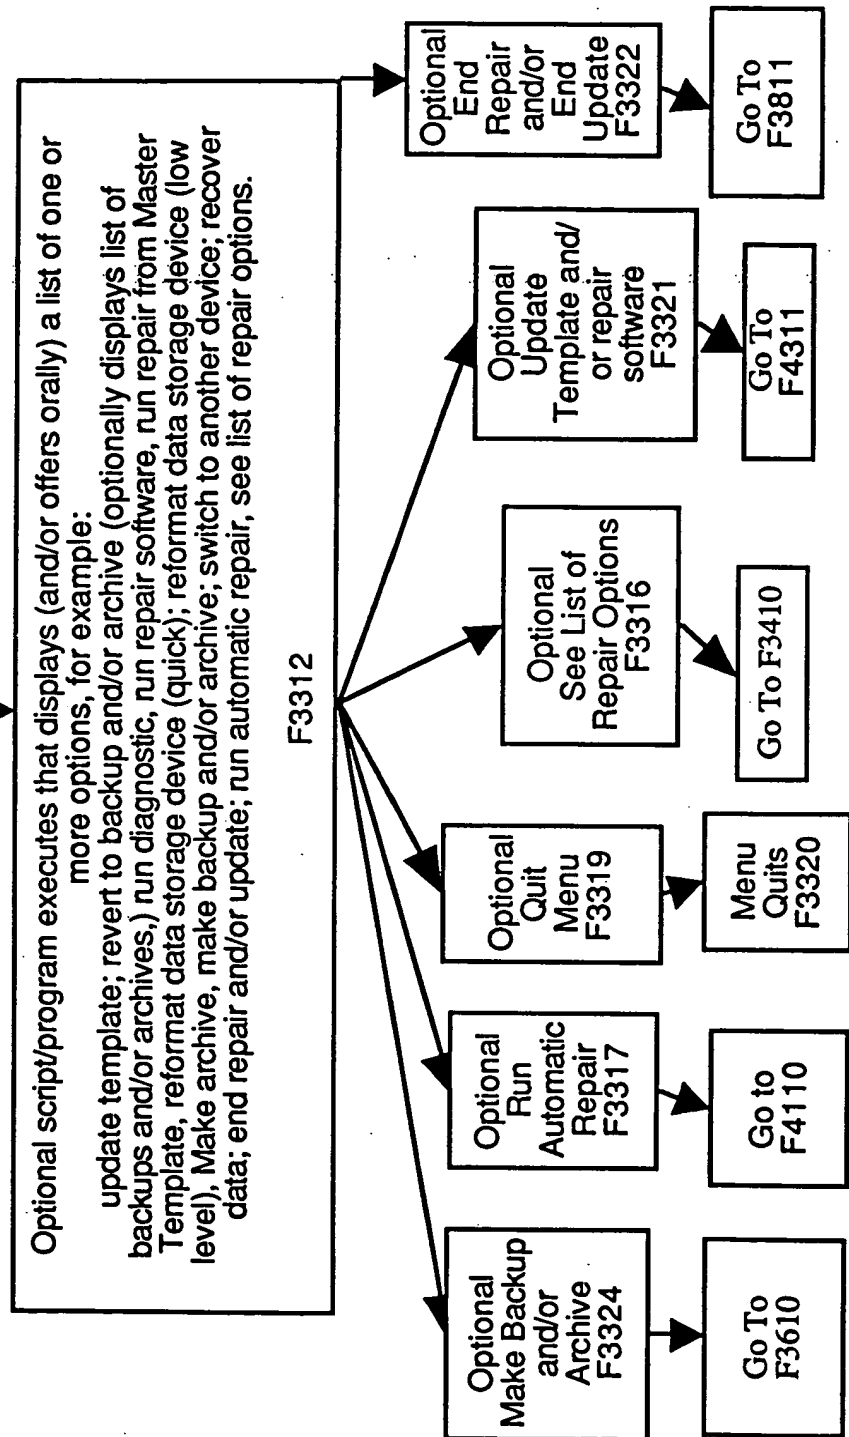 Optional script/program executes that displays (and/or offers orally) a list of one or
more options, for example:
update template; revert to backup and/or archive (optionally displays list of
backups and/or archives,) run diagnostic, run repair software, run repair from Master
Template, reformat data storage device (quick); reformat data storage device (low
level), Make archive, make backup and/or archive; switch to another device; recover
data; end repair and/or update; run automatic repair, see list of repair options.
F3312
Optional
Make Backup
and/or
Archive
F3324
Go To
F3610
Optional
Run
Automatic
Repair
F3317
Go to
F4110
Optional
Quit
Menu
F3319
Menu
Quits
F3320
Optional
See List of
Repair Options
F3316
Go To F3410
Optional
Update
Template and/
or repair
software
F3321
Go To
F4311
Optional
End
Repair
and/or
End
Update
F3322
Go To
F3811